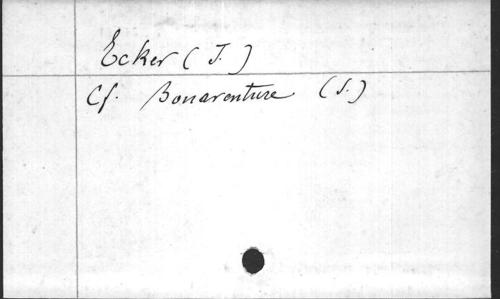 Ecker (J.)
Cf. Bonaventure (S.)